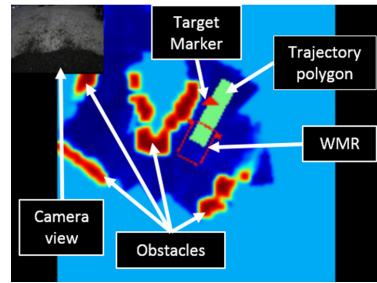 Target
Marker
Trajectory
polygon
WMR
Camera
view
Obstacles